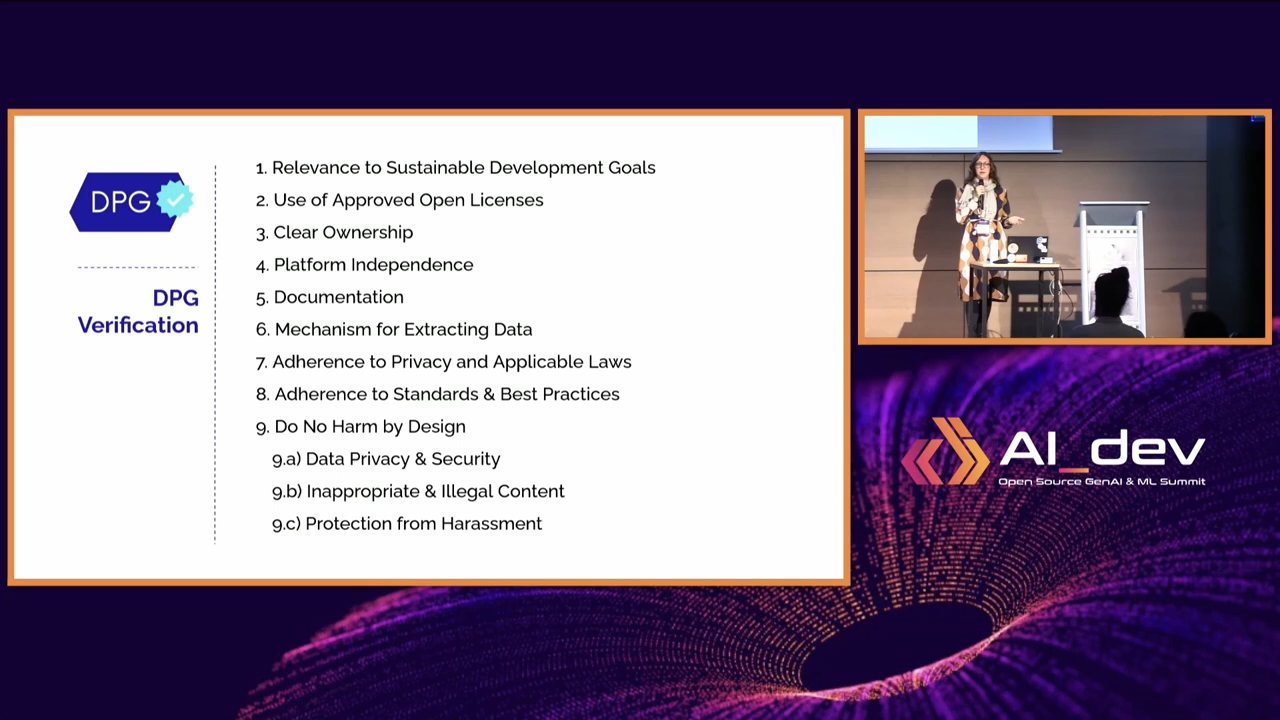 DPG
DPG
Verification
1. Relevance to Sustainable Development Goals
2. Use of Approved Open Licenses
3. Clear Ownership
4. Platform Independence
5. Documentation
6. Mechanism for Extracting Data
7. Adherence to Privacy and Applicable Laws
8. Adherence to Standards & Best Practices
9. Do No Harm by Design
9.a) Data Privacy & Security
9.b) Inappropriate & Illegal Content
9.c) Protection from Harassment
AI_dev
Open Source GenAI & ML Summit